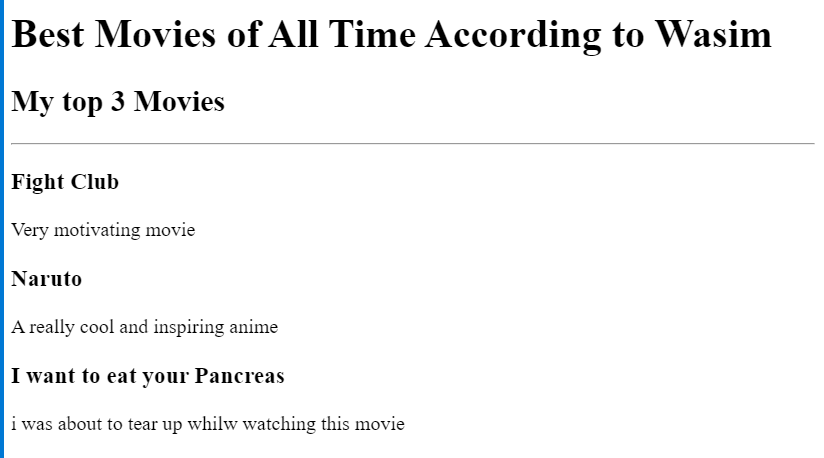 Best Movies of All Time According to Wasim
My top 3 Movies
Fight Club
Very motivating movie
Naruto
A really cool and inspiring anime
I want to eat your Pancreas
i was about to tear up whilw watching this movie